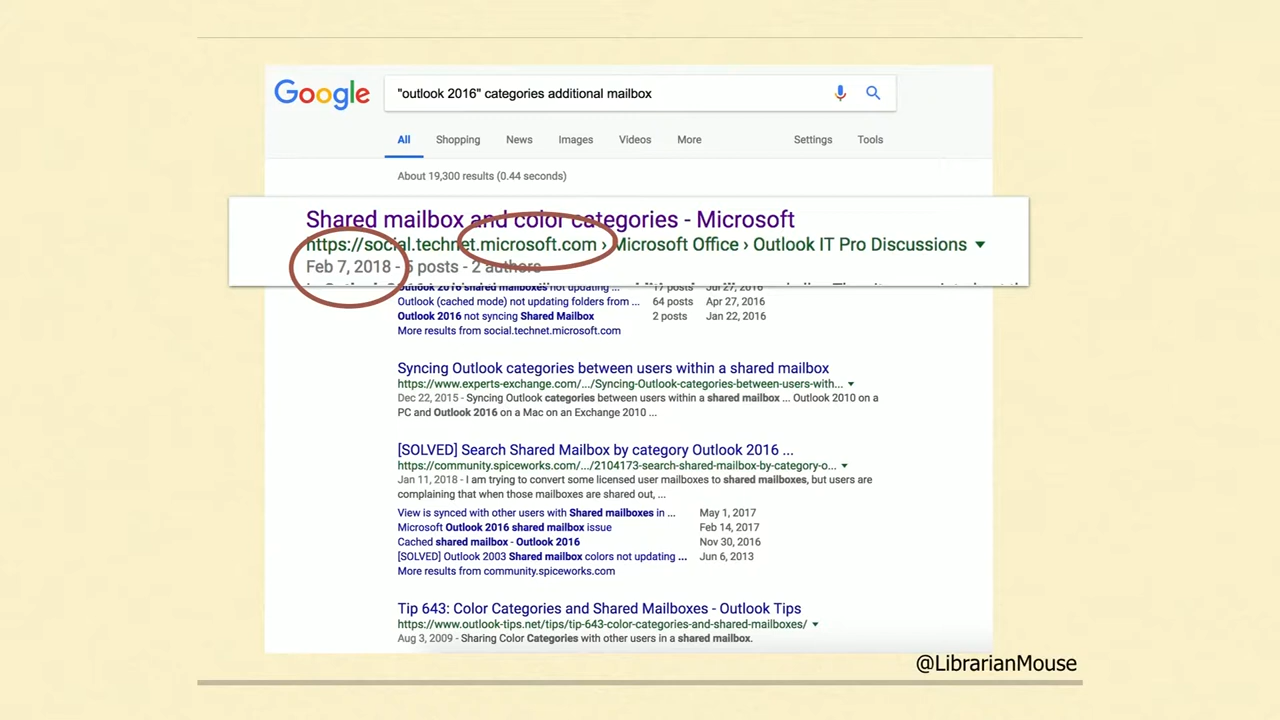 Google "outlook 2016" categories additional mailbox
All Shopping News Images Videos More Settings Tools
About 19,300 results (0.44 seconds)
Shared mailbox and color categories - Microsoft
https://social.technet.microsoft.com › Microsoft Office › Outlook IT Pro Discussions
Feb 7, 2018 - 5 posts - 2 authors
Outlook 2016 shared mailboxes not updating ... 17 posts Jul 27, 2016
Outlook (cached mode) not updating folders from ... 64 posts Apr 27, 2016
Outlook 2016 not syncing Shared Mailbox 2 posts Jan 22, 2016
More results from social.technet.microsoft.com
Syncing Outlook categories between users within a shared mailbox
https://www.experts-exchange.com/.../Syncing-Outlook-categories-between-users-with...
Dec 22, 2015 - Syncing Outlook categories between users within a shared mailbox ... Outlook 2010 on a
PC and Outlook 2016 on a Mac on an Exchange 2010 ...
[SOLVED] Search Shared Mailbox by category Outlook 2016 ...
https://community.spiceworks.com/.../2104173-search-shared-mailbox-by-category-o...
Jan 11, 2018 - I am trying to convert some licensed user mailboxes to shared mailboxes, but users are
complaining that when those mailboxes are shared out, ...
View is synced with other users with Shared mailboxes in ... May 1, 2017
Microsoft Outlook 2016 shared mailbox issue Feb 14, 2017
Cached shared mailbox - Outlook 2016 Nov 30, 2016
[SOLVED] Outlook 2003 Shared mailbox colors not updating ... Jun 6, 2013
More results from community.spiceworks.com
Tip 643: Color Categories and Shared Mailboxes - Outlook Tips
https://www.outlook-tips.net/tips/tip-643-color-categories-and-shared-mailboxes/
Aug 3, 2009 - Sharing Color Categories with other users in a shared mailbox.
@LibrarianMouse